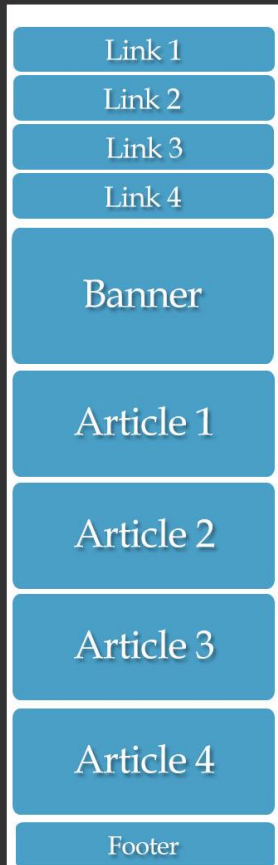 Link 1
Link 2
Link 3
Link 4
Banner
Article 1
Article 2
Article 3
Article 4
Footer